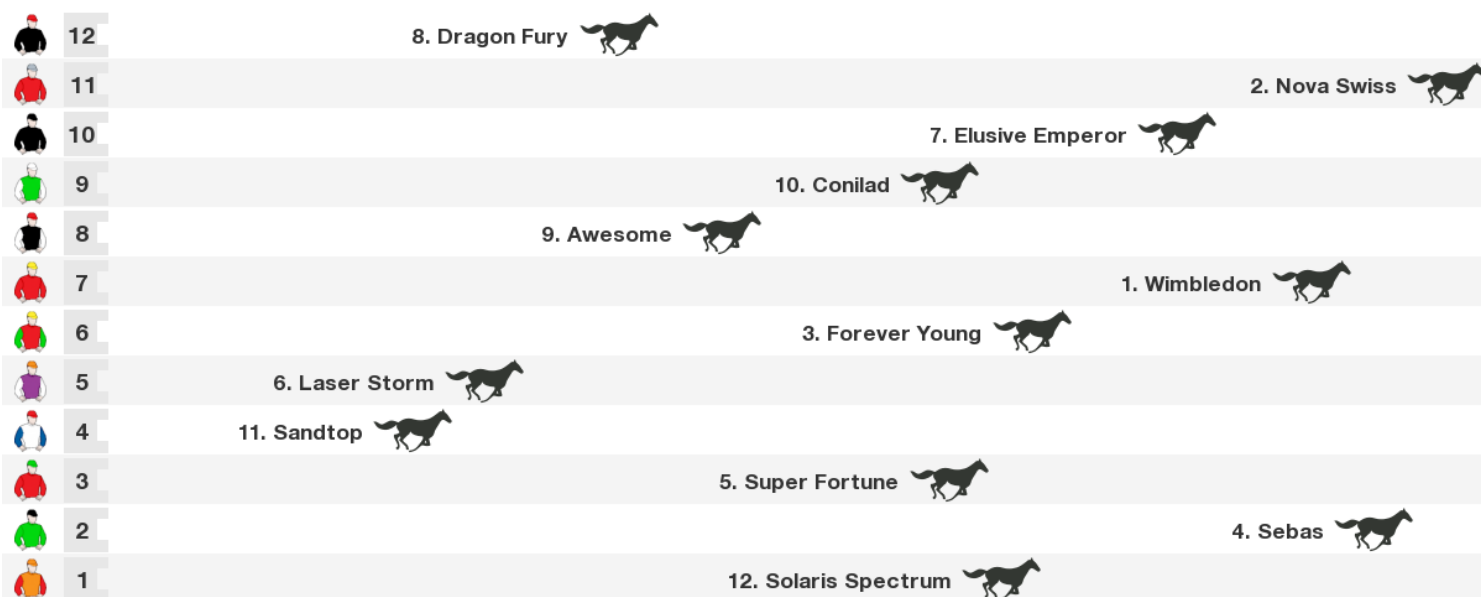 12 8. Dragon Fury
11 2. Nova Swiss
10 7. Elusive Emperor
9 10. Conilad
8 9. Awesome
7 1. Wimbledon
6 3. Forever Young
5 6. Laser Storm
4 11. Sandtop
3 5. Super Fortune
2 4. Sebas
1 12. Solaris Spectrum